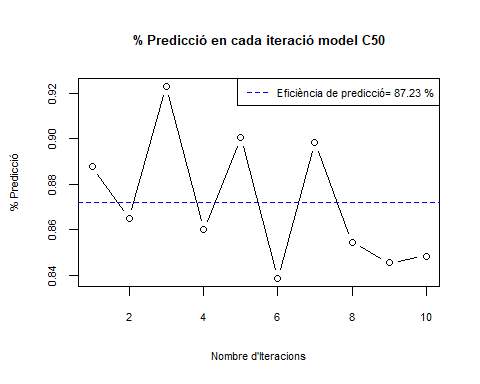 % Predicció en cada iteració model C50
Eficiència de predicció= 87.23 %
% Predicció
0.92
0.90
0.88
0.86
0.84
2 4 6 8 10
Nombre d'Iteracions